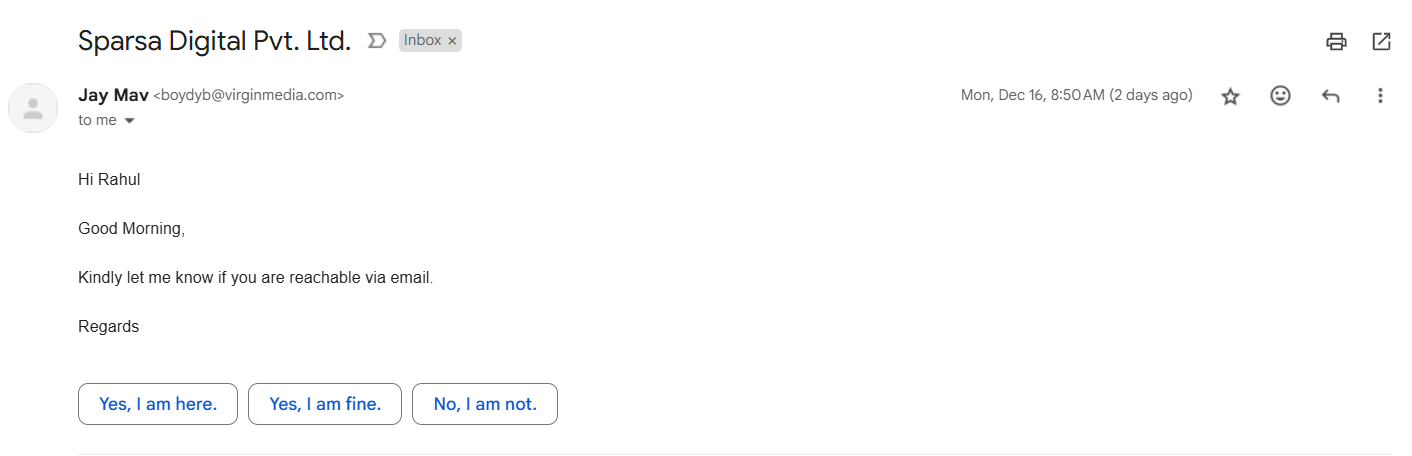 Sparsa Digital Pvt. Ltd. Inbox ×
Jay Mav <boydyb@virginmedia.com> Mon, Dec 16, 8:50 AM (2 days ago)
to me
Hi Rahul
Good Morning,
Kindly let me know if you are reachable via email.
Regards
Yes, I am here. Yes, I am fine. No, I am not.